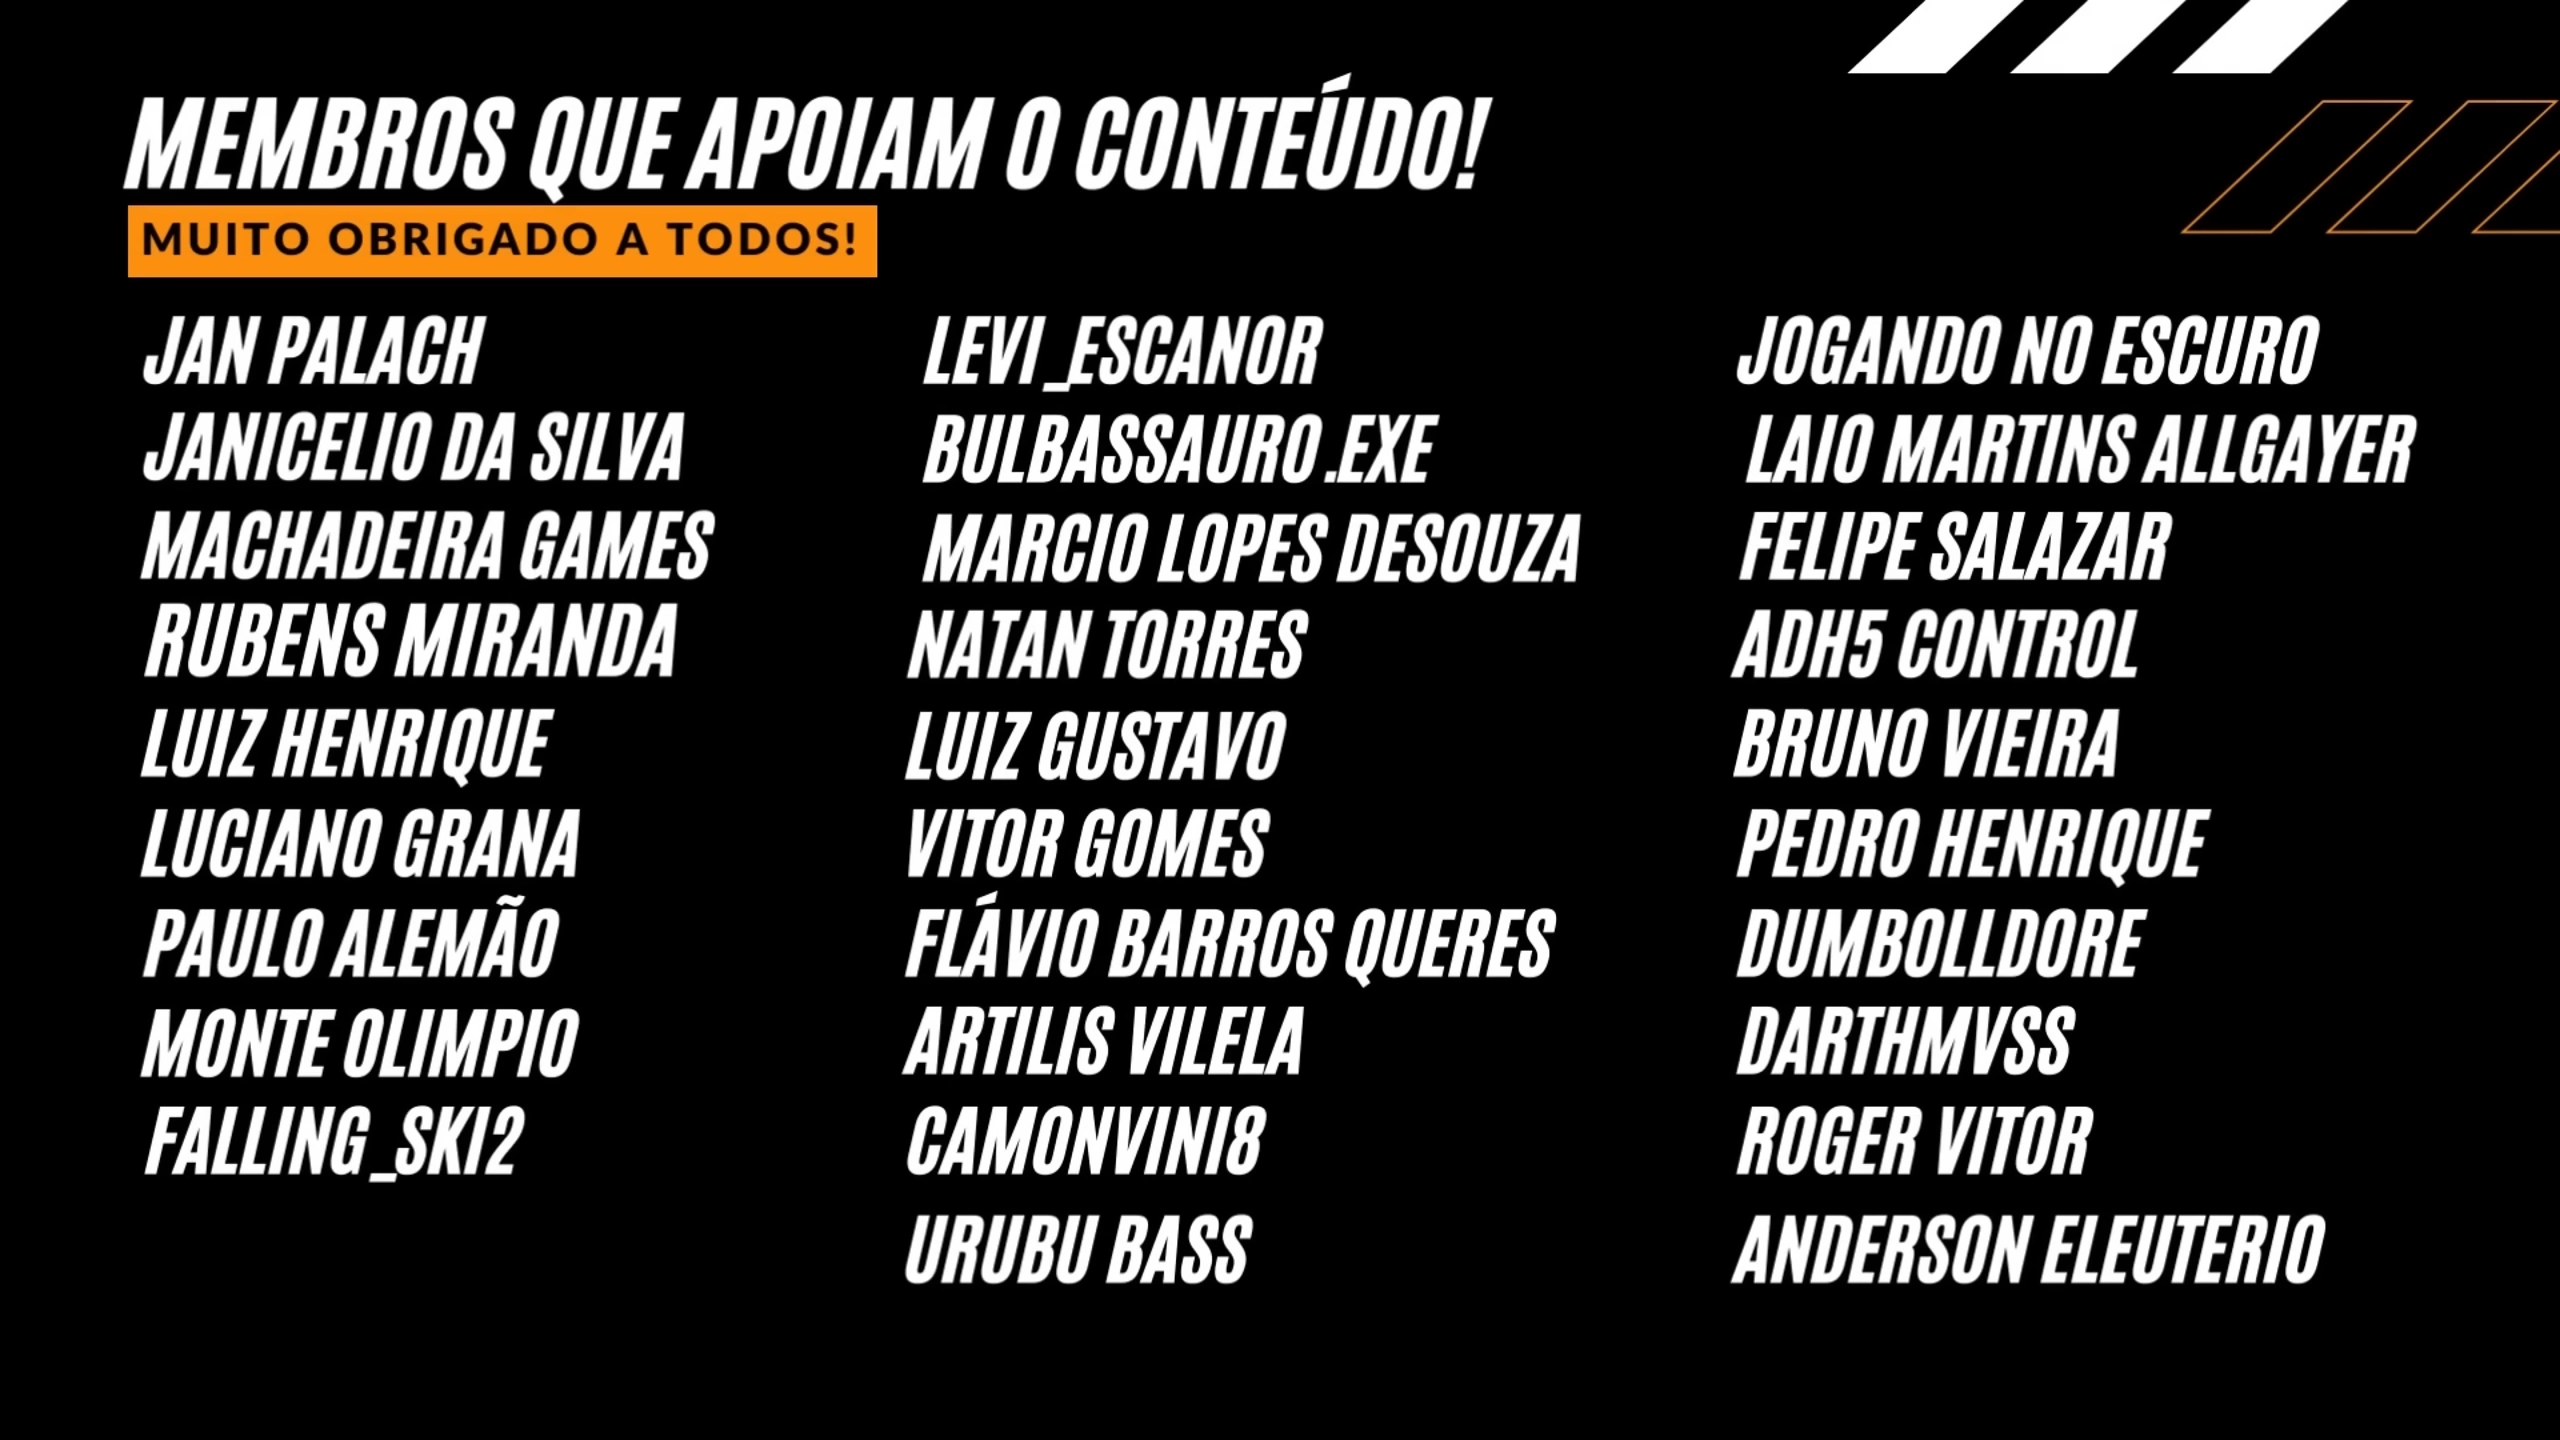 MEMBROS QUE APOIAM O CONTEÚDO!
MUITO OBRIGADO A TODOS!
JAN PALACH
JANICELIO DA SILVA
MACHADEIRA GAMES
RUBENS MIRANDA
LUIZ HENRIQUE
LUCIANO GRANA
PAULO ALEMÃO
MONTE OLIMPIO
FALLING_SKI2
LEVI_ESCANOR
BULBASSAURO.EXE
MARCIO LOPES DESOUZA
NATAN TORRES
LUIZ GUSTAVO
VITOR GOMES
FLÁVIO BARROS QUERES
ARTILIS VILELA
CAMONVINI8
URUBU BASS
JOGANDO NO ESCURO
LAIO MARTINS ALLGAYER
FELIPE SALAZAR
ADH5 CONTROL
BRUNO VIEIRA
PEDRO HENRIQUE
DUMBOLLDORE
DARTHMVSS
ROGER VITOR
ANDERSON ELEUTERIO